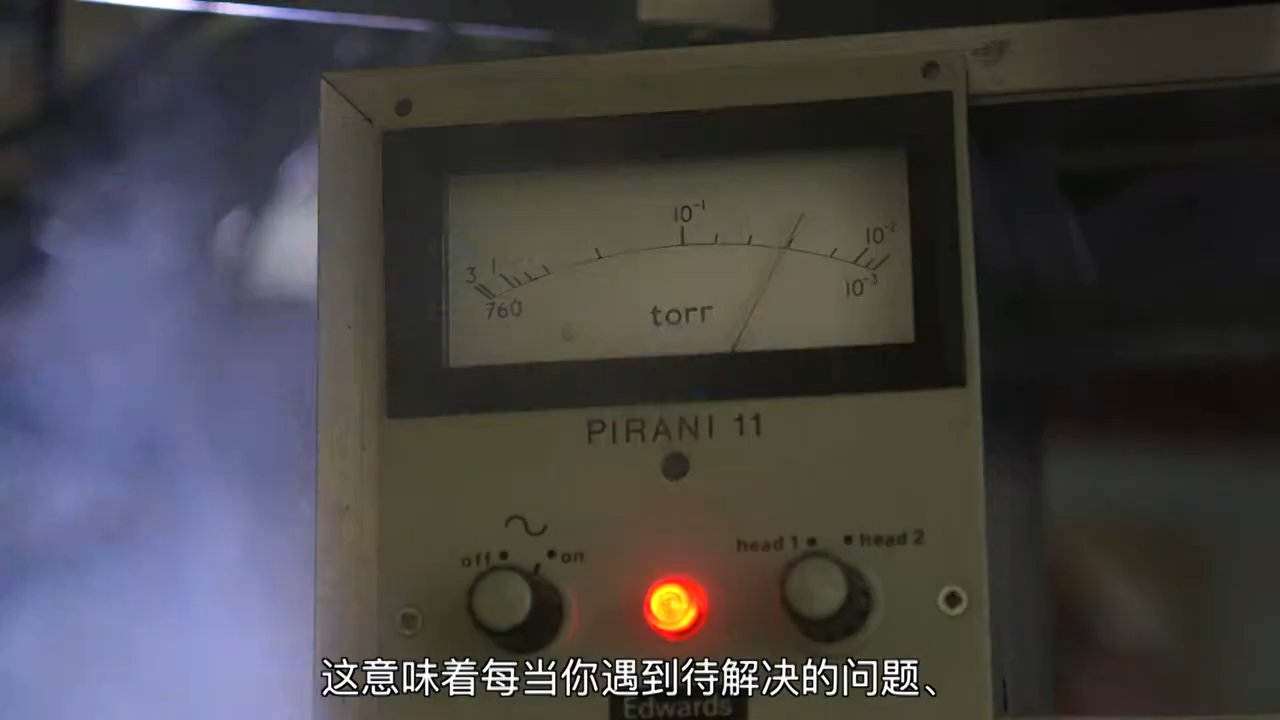 10⁻¹
10⁻²
3 1
760
10⁻³
torr
PIRANI 11
off on
head 1 head 2
这意味着每当你遇到待解决的问题、
Edwards